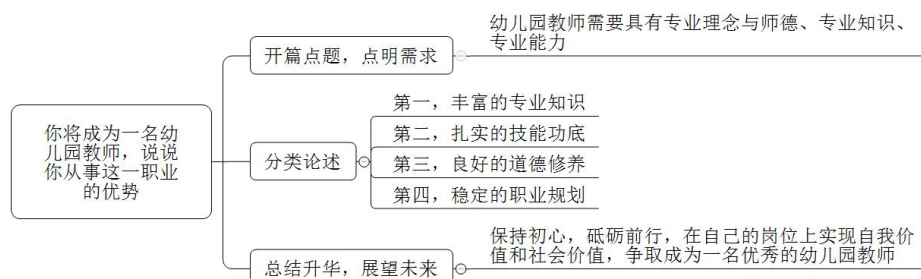 你将成为一名幼
儿园教师，说说
你从事这一职业
的优势
开篇点题，点明需求
幼儿园教师需要具有专业理念与师德、专业知识、
专业能力
分类论述
第一，丰富的专业知识
第二，扎实的技能功底
第三，良好的道德修养
第四，稳定的职业规划
总结升华，展望未来
保持初心，砥砺前行，在自己的岗位上实现自我价
值和社会价值，争取成为一名优秀的幼儿园教师